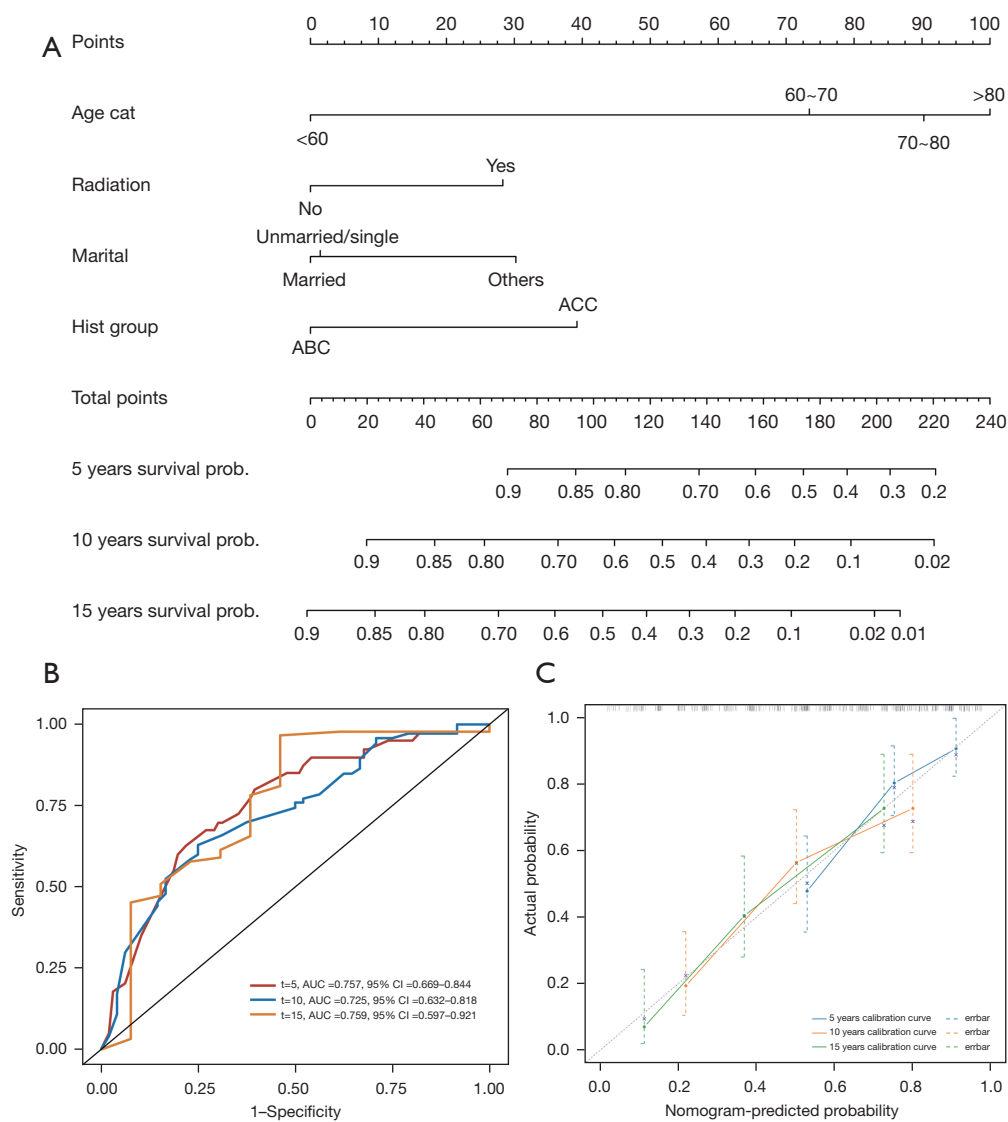 A
Points
0 10 20 30 40 50 60 70 80 90 100
Age cat
60~70 >80
<60 70~80
Radiation
Yes
No
Marital
Unmarried/single
Married Others
Hist group
ACC
ABC
Total points
0 20 40 60 80 100 120 140 160 180 200 220 240
5 years survival prob.
0.9 0.85 0.80 0.70 0.6 0.5 0.4 0.3 0.2
10 years survival prob.
0.9 0.85 0.80 0.70 0.6 0.5 0.4 0.3 0.2 0.1 0.02
15 years survival prob.
0.9 0.85 0.80 0.70 0.6 0.5 0.4 0.3 0.2 0.1 0.02 0.01
B
Sensitivity
1.00
0.75
0.50
0.25
0.00
t=5, AUC =0.757, 95% CI =0.669–0.844
t=10, AUC =0.725, 95% CI =0.632–0.818
t=15, AUC =0.759, 95% CI =0.597–0.921
0.00 0.25 0.50 0.75 1.00
1–Specificity
C
Actual probability
1.0
0.8
0.6
0.4
0.2
0.0
5 years calibration curve errbar
10 years calibration curve errbar
15 years calibration curve errbar
0.0 0.2 0.4 0.6 0.8 1.0
Nomogram-predicted probability